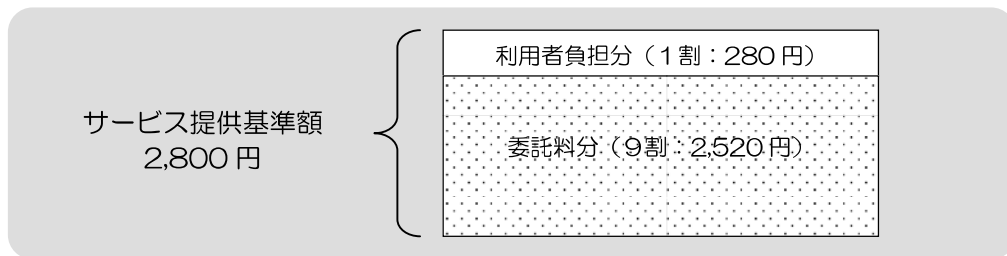 利用者負担分（１割：280 円）
サービス提供基準額
2,800 円
委託料分（９割：2,520 円）